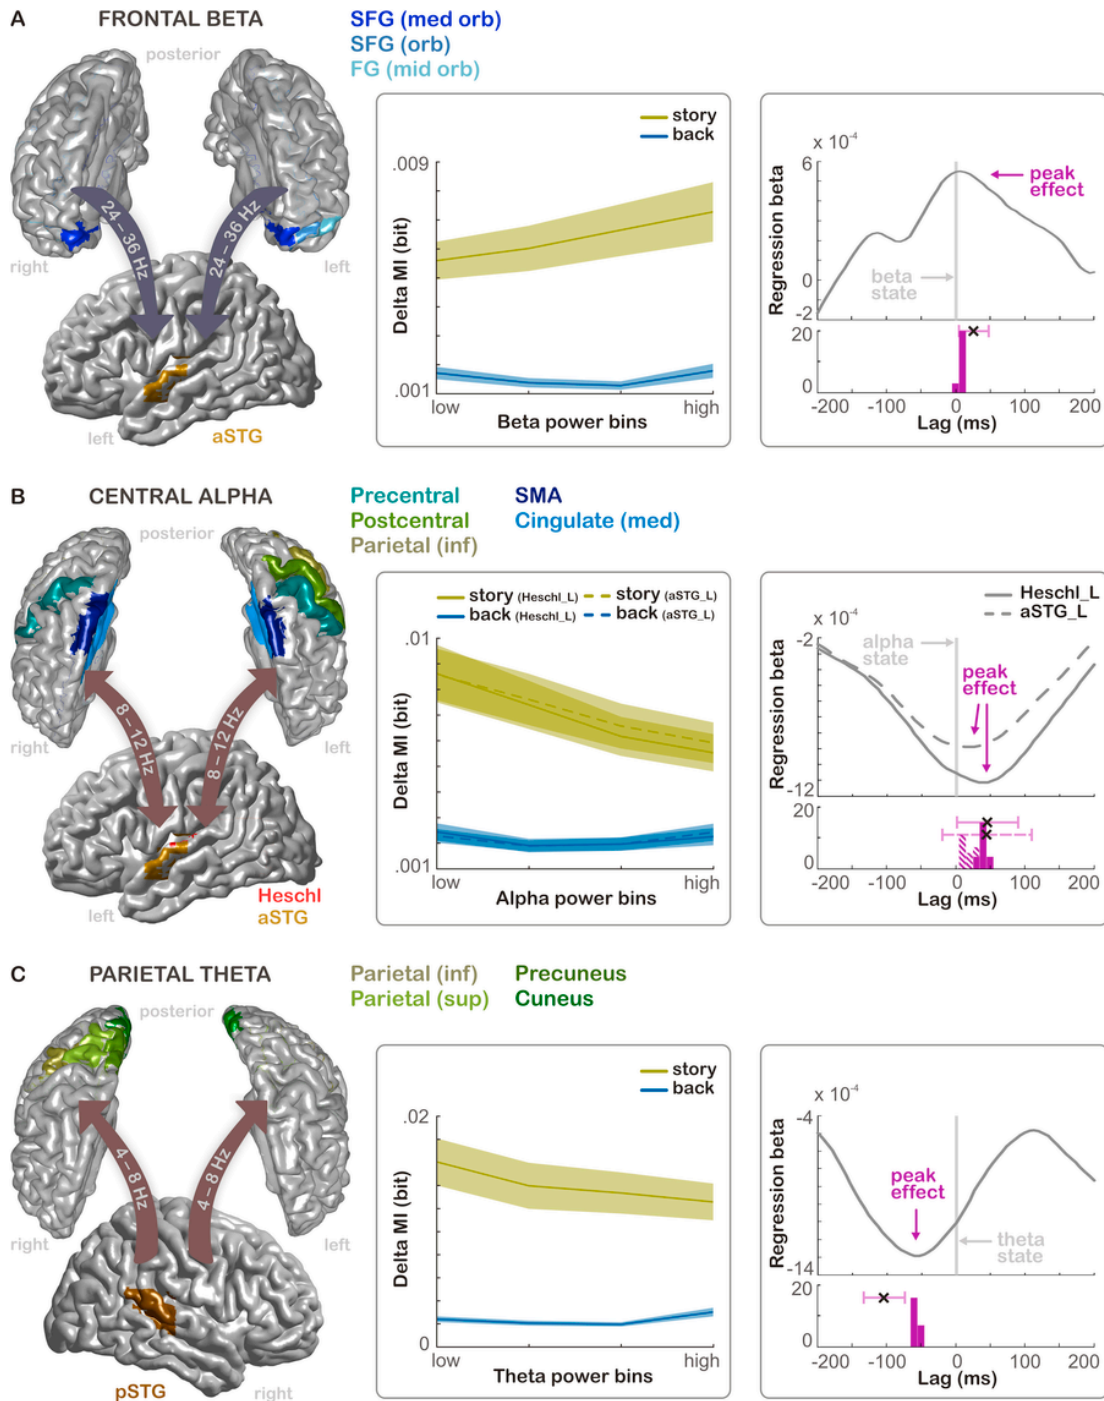 A FRONTAL BETA
SFG (med orb)
SFG (orb)
FG (mid orb)
posterior
24 – 36 Hz
24 – 36 Hz
right
left
left
aSTG
story
back
.009
Delta MI (bit)
.001
low
high
Beta power bins
x 10-4
6
4
2
0
-2
Regression beta
peak
effect
beta
state
20
10
0
-200 -100 0 100 200
Lag (ms)
B CENTRAL ALPHA
Precentral
Postcentral
Parietal (inf)
SMA
Cingulate (med)
posterior
8 – 12 Hz
8 – 12 Hz
right
left
left
Heschl
aSTG
story (Heschl_L) story (aSTG_L)
back (Heschl_L) back (aSTG_L)
.01
Delta MI (bit)
.001
low
high
Alpha power bins
x 10-4
-2
-12
Regression beta
Heschl_L
aSTG_L
alpha
state
peak
effect
20
10
0
-200 -100 0 100 200
Lag (ms)
C PARIETAL THETA
Parietal (inf)
Parietal (sup)
Precuneus
Cuneus
posterior
4 – 8 Hz
4 – 8 Hz
right
left
pSTG
right
story
back
.02
Delta MI (bit)
0
low
high
Theta power bins
x 10-4
-4
-14
Regression beta
peak
effect
theta
state
20
10
0
-200 -100 0 100 200
Lag (ms)